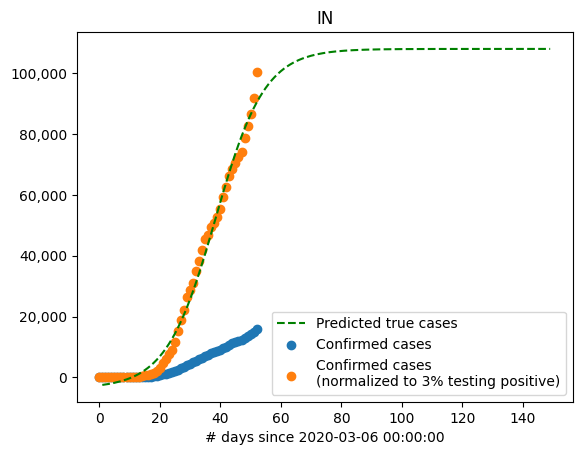 IN
100,000
80,000
60,000
40,000
20,000
0
Predicted true cases
Confirmed cases
Confirmed cases
(normalized to 3% testing positive)
0 20 40 60 80 100 120 140
# days since 2020-03-06 00:00:00